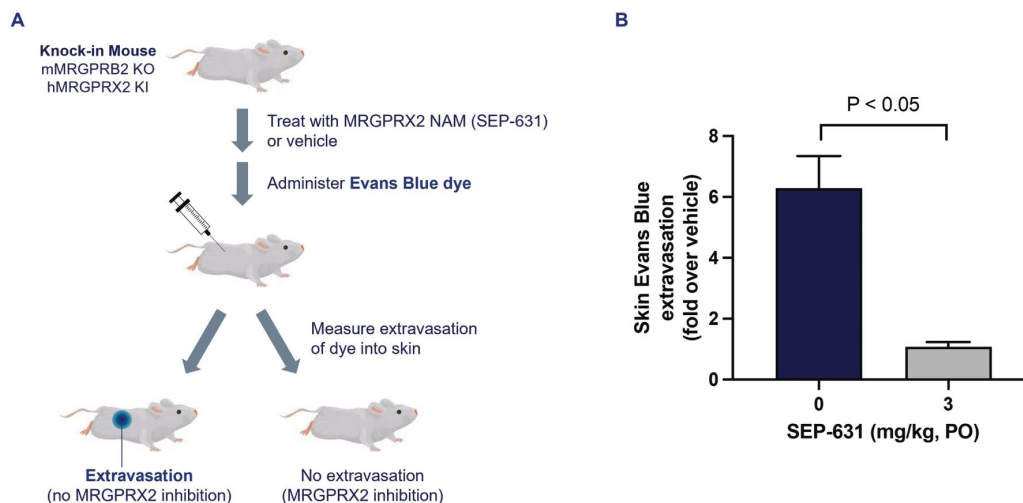 A
Knock-in Mouse
mMRGPRB2 KO
hMRGPRX2 KI
Treat with MRGPRX2 NAM (SEP-631)
or vehicle
Administer Evans Blue dye
Measure extravasation
of dye into skin
Extravasation
(no MRGPRX2 inhibition)
No extravasation
(MRGPRX2 inhibition)
B
P < 0.05
Skin Evans Blue
extravasation
(fold over vehicle)
8
6
4
2
0
0
3
SEP-631 (mg/kg, PO)